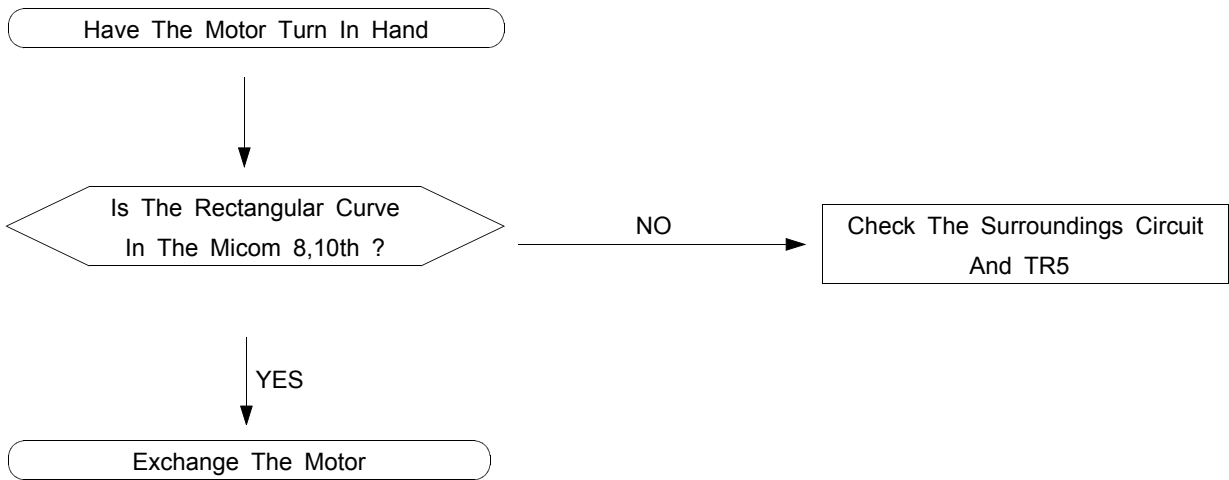 Have The Motor Turn In Hand
Is The Rectangular Curve
In The Micom 8,10th ?
NO
Check The Surroundings Circuit
And TR5
YES
Exchange The Motor